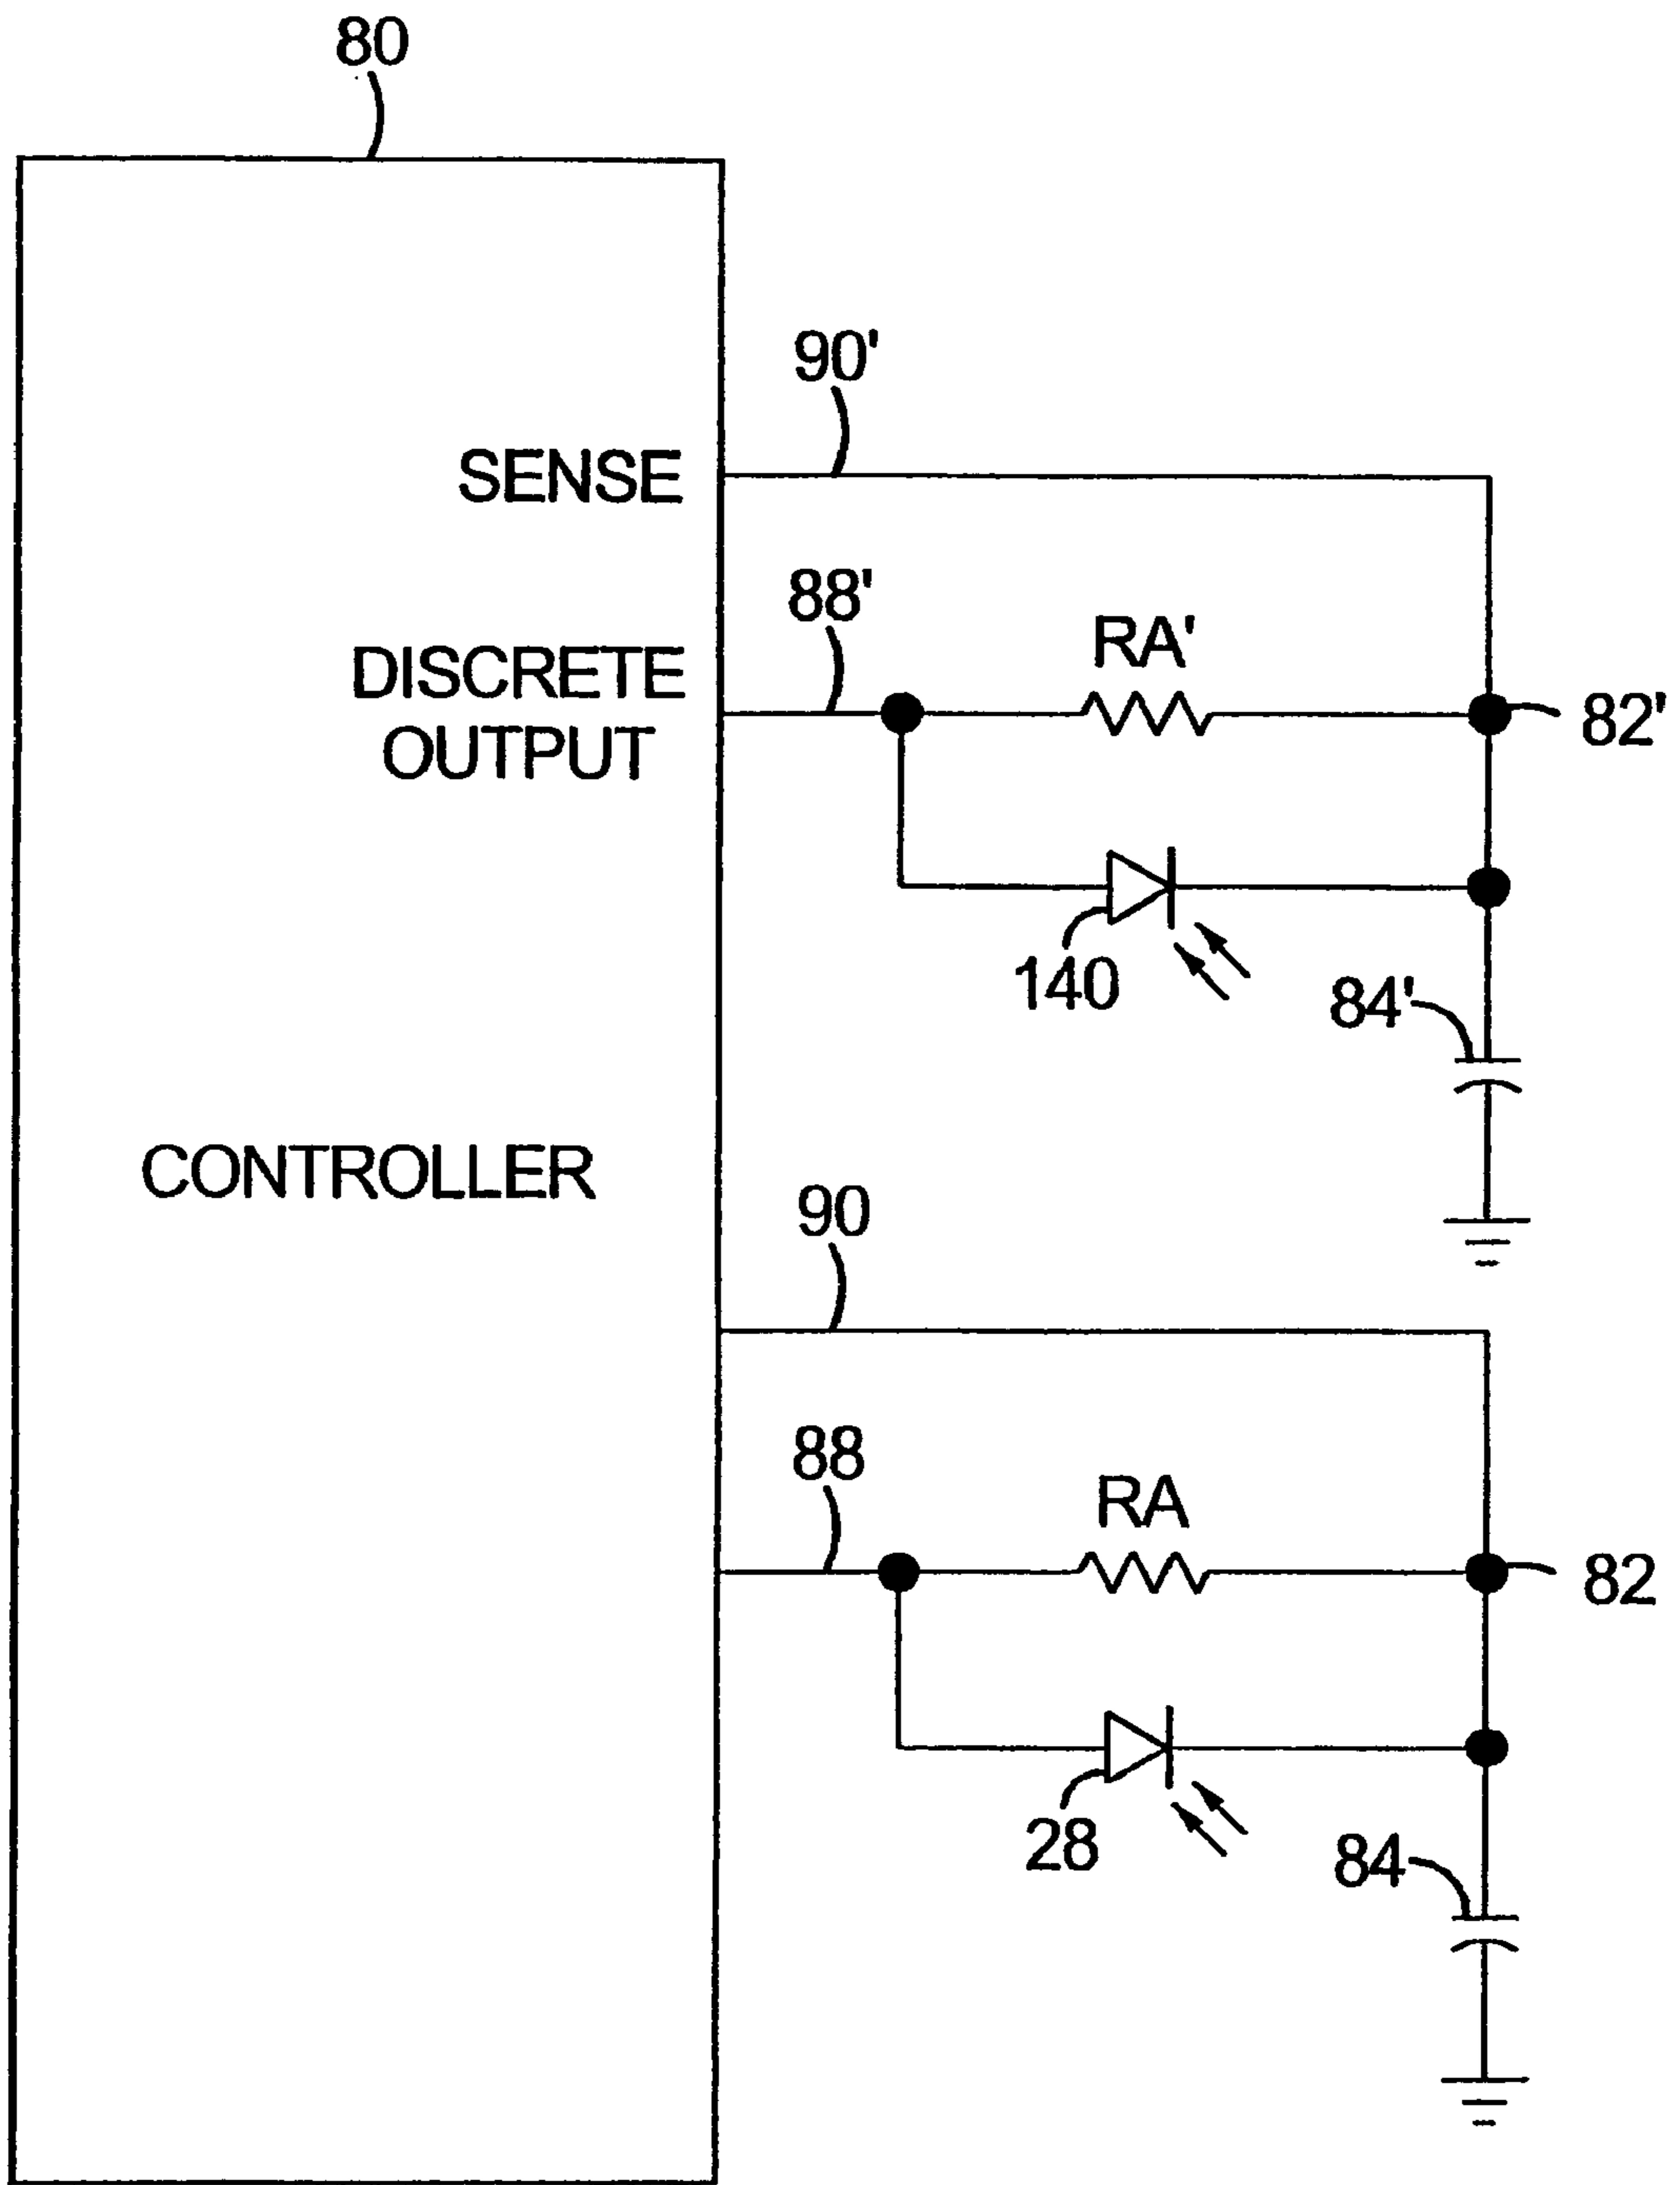 80
90'
SENSE
88'
RA'
DISCRETE
OUTPUT
82'
140
84'
CONTROLLER
90
88
RA
82
28
84